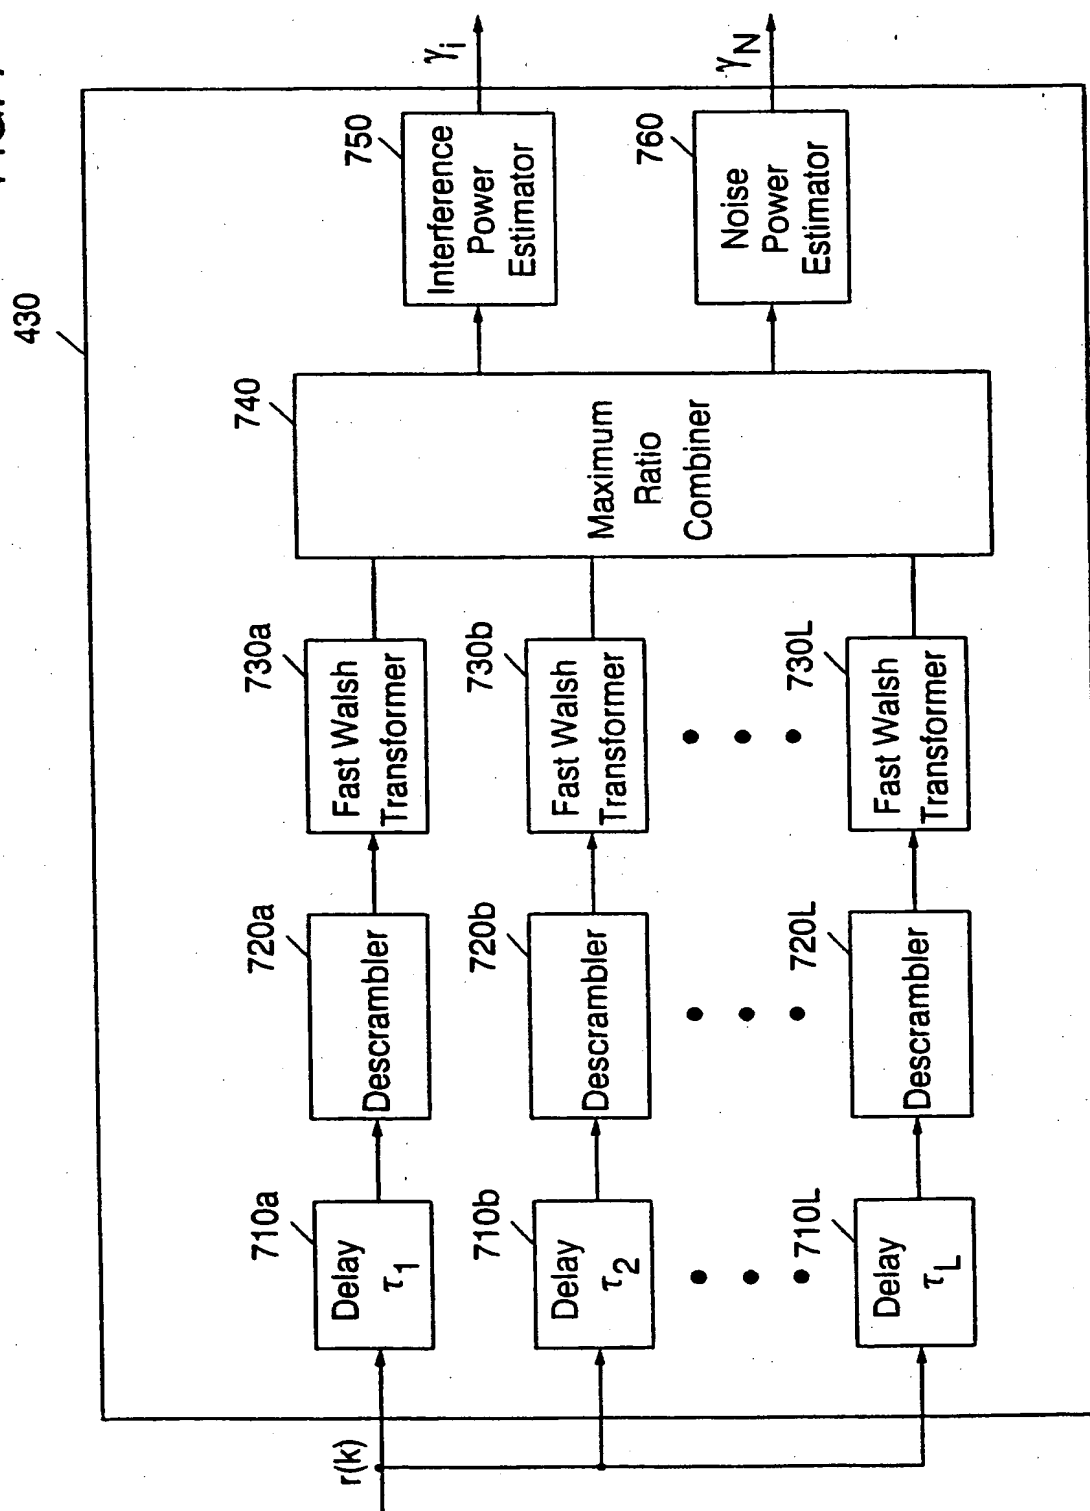 430
r(k)
710a
Delay
τ1
720a
Descrambler
730a
Fast Walsh
Transformer
710b
Delay
τ2
720b
Descrambler
730b
Fast Walsh
Transformer
710L
Delay
τL
720L
Descrambler
730L
Fast Walsh
Transformer
740
Maximum
Ratio
Combiner
750
Interference
Power
Estimator
γi
760
Noise
Power
Estimator
γN